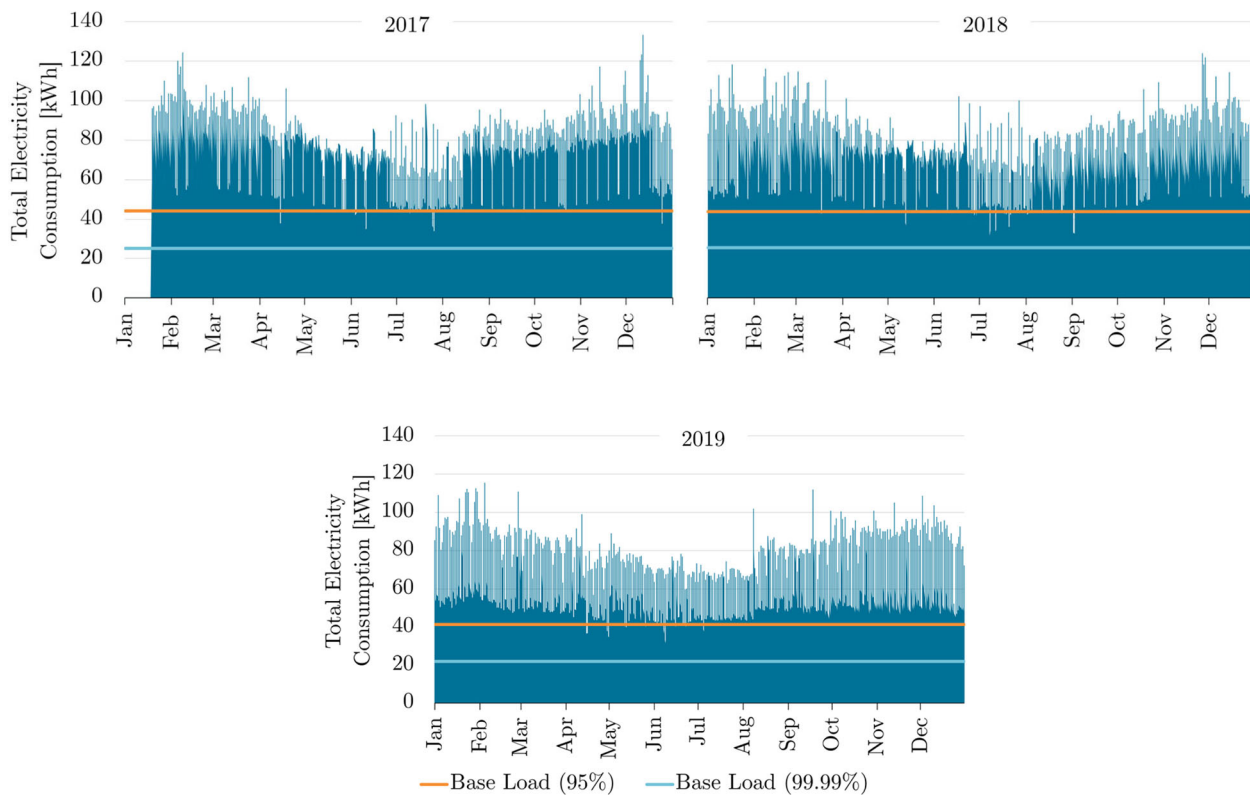 2017
Total Electricity
Consumption [kWh]
140
120
100
80
60
40
20
0
Jan Feb Mar Apr May Jun Jul Aug Sep Oct Nov Dec
2018
Jan Feb Mar Apr May Jun Jul Aug Sep Oct Nov Dec
2019
Total Electricity
Consumption [kWh]
140
120
100
80
60
40
20
0
Jan Feb Mar Apr May Jun Jul Aug Sep Oct Nov Dec
Base Load (95%) Base Load (99.99%)